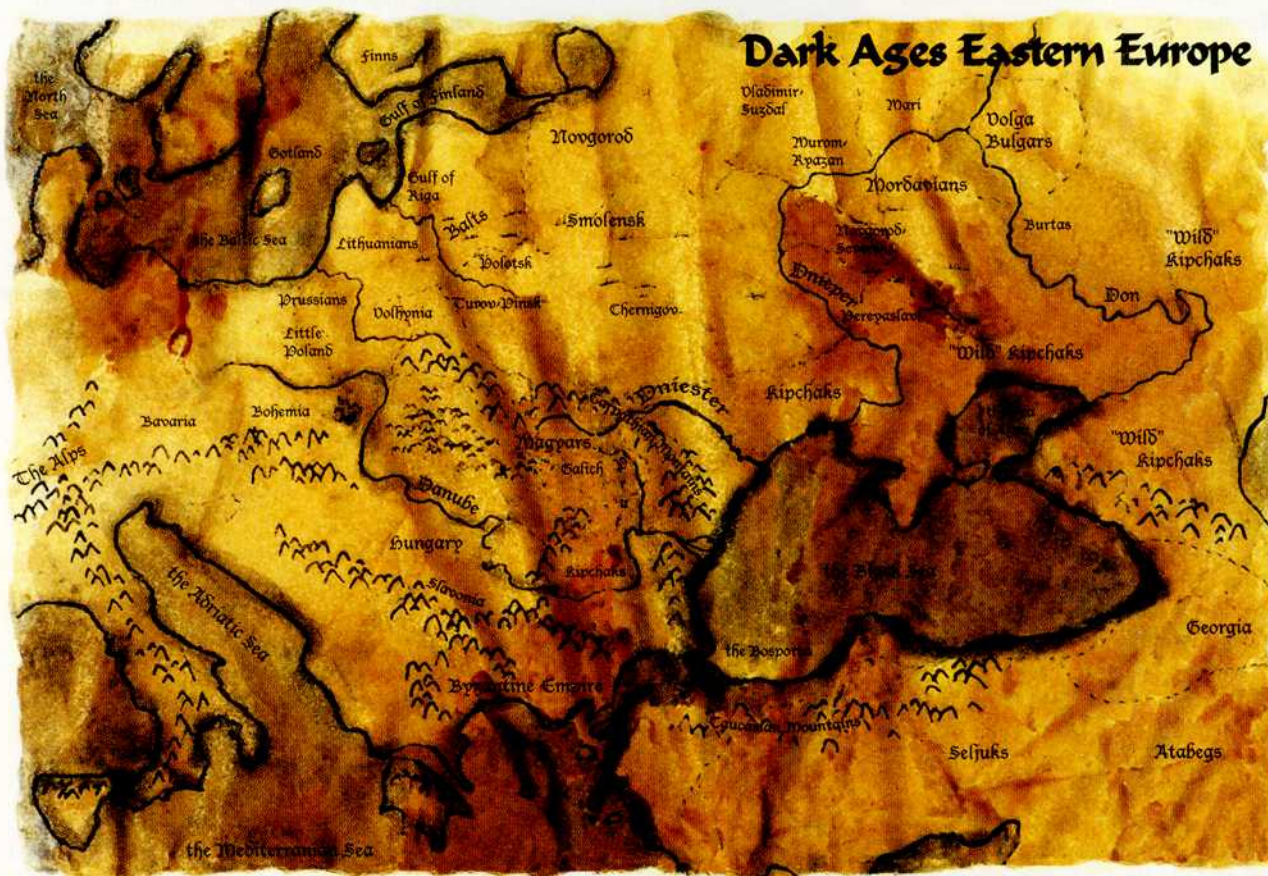 Dark Ages Eastern Europe
the
North
Sea
Finns
Gulf of Finland
Vladimir-
Suzdal
Mari
Volga
Bulgars
Novgorod
Murom-
Ryazan
Gotland
Gulf of
Riga
Mordavians
Balts
Smolensk
Burtas
the Baltic Sea
Lithuanians
Novgorod-
"Wild"
Kipchaks
Polotsk
Dnieper
Prussians
Volhynia
Turov-Pinsk
Chernigov
Pereyaslavl
Don
Little
Poland
"Wild" Kipchaks
Kipchaks
Dniester
Bavaria
Bohemia
Carpathian Mountains
The Alps
Magyars
Galich
"Wild"
Kipchaks
Danube
Hungary
Kipchaks
the Black Sea
the Adriatic Sea
Slavonia
Georgia
the Bosporus
Byzantine Empire
Caucasian Mountains
Seljuks
Atabegs
the Mediterranean Sea